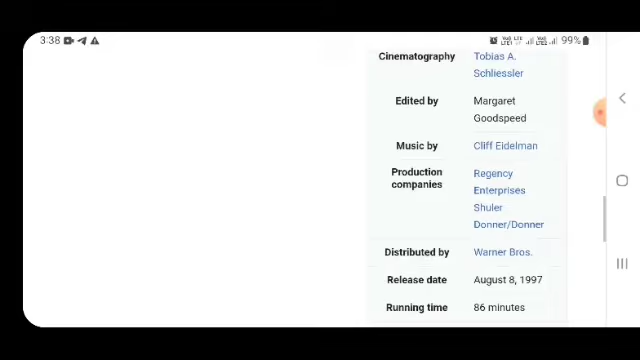 3:38
99%
Cinematography Tobias A.
Schliessler
Edited by Margaret
Goodspeed
Music by Cliff Eidelman
Production Regency
companies Enterprises
Shuler
Donner/Donner
Distributed by Warner Bros.
Release date August 8, 1997
Running time 86 minutes